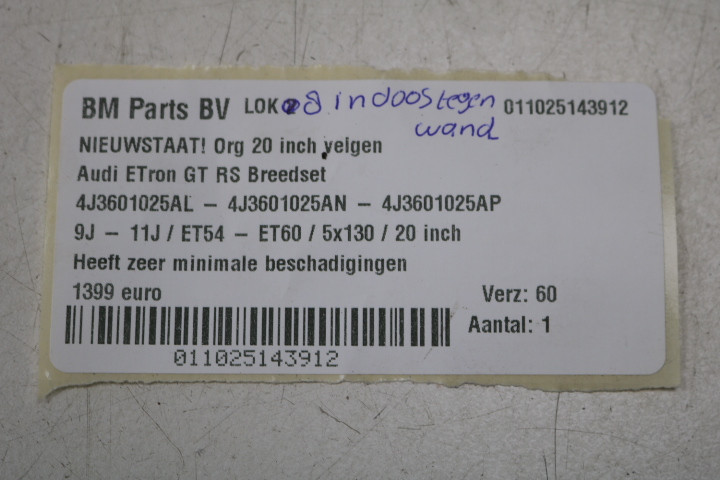 BM Parts BV LOK 8 in doos tegen 011025143912
wand
NIEUWSTAAT! Org 20 inch velgen
Audi ETron GT RS Breedset
4J3601025AL - 4J3601025AN - 4J3601025AP
9J - 11J / ET54 - ET60 / 5x130 / 20 inch
Heeft zeer minimale beschadigingen
1399 euro Verz: 60
Aantal: 1
011025143912